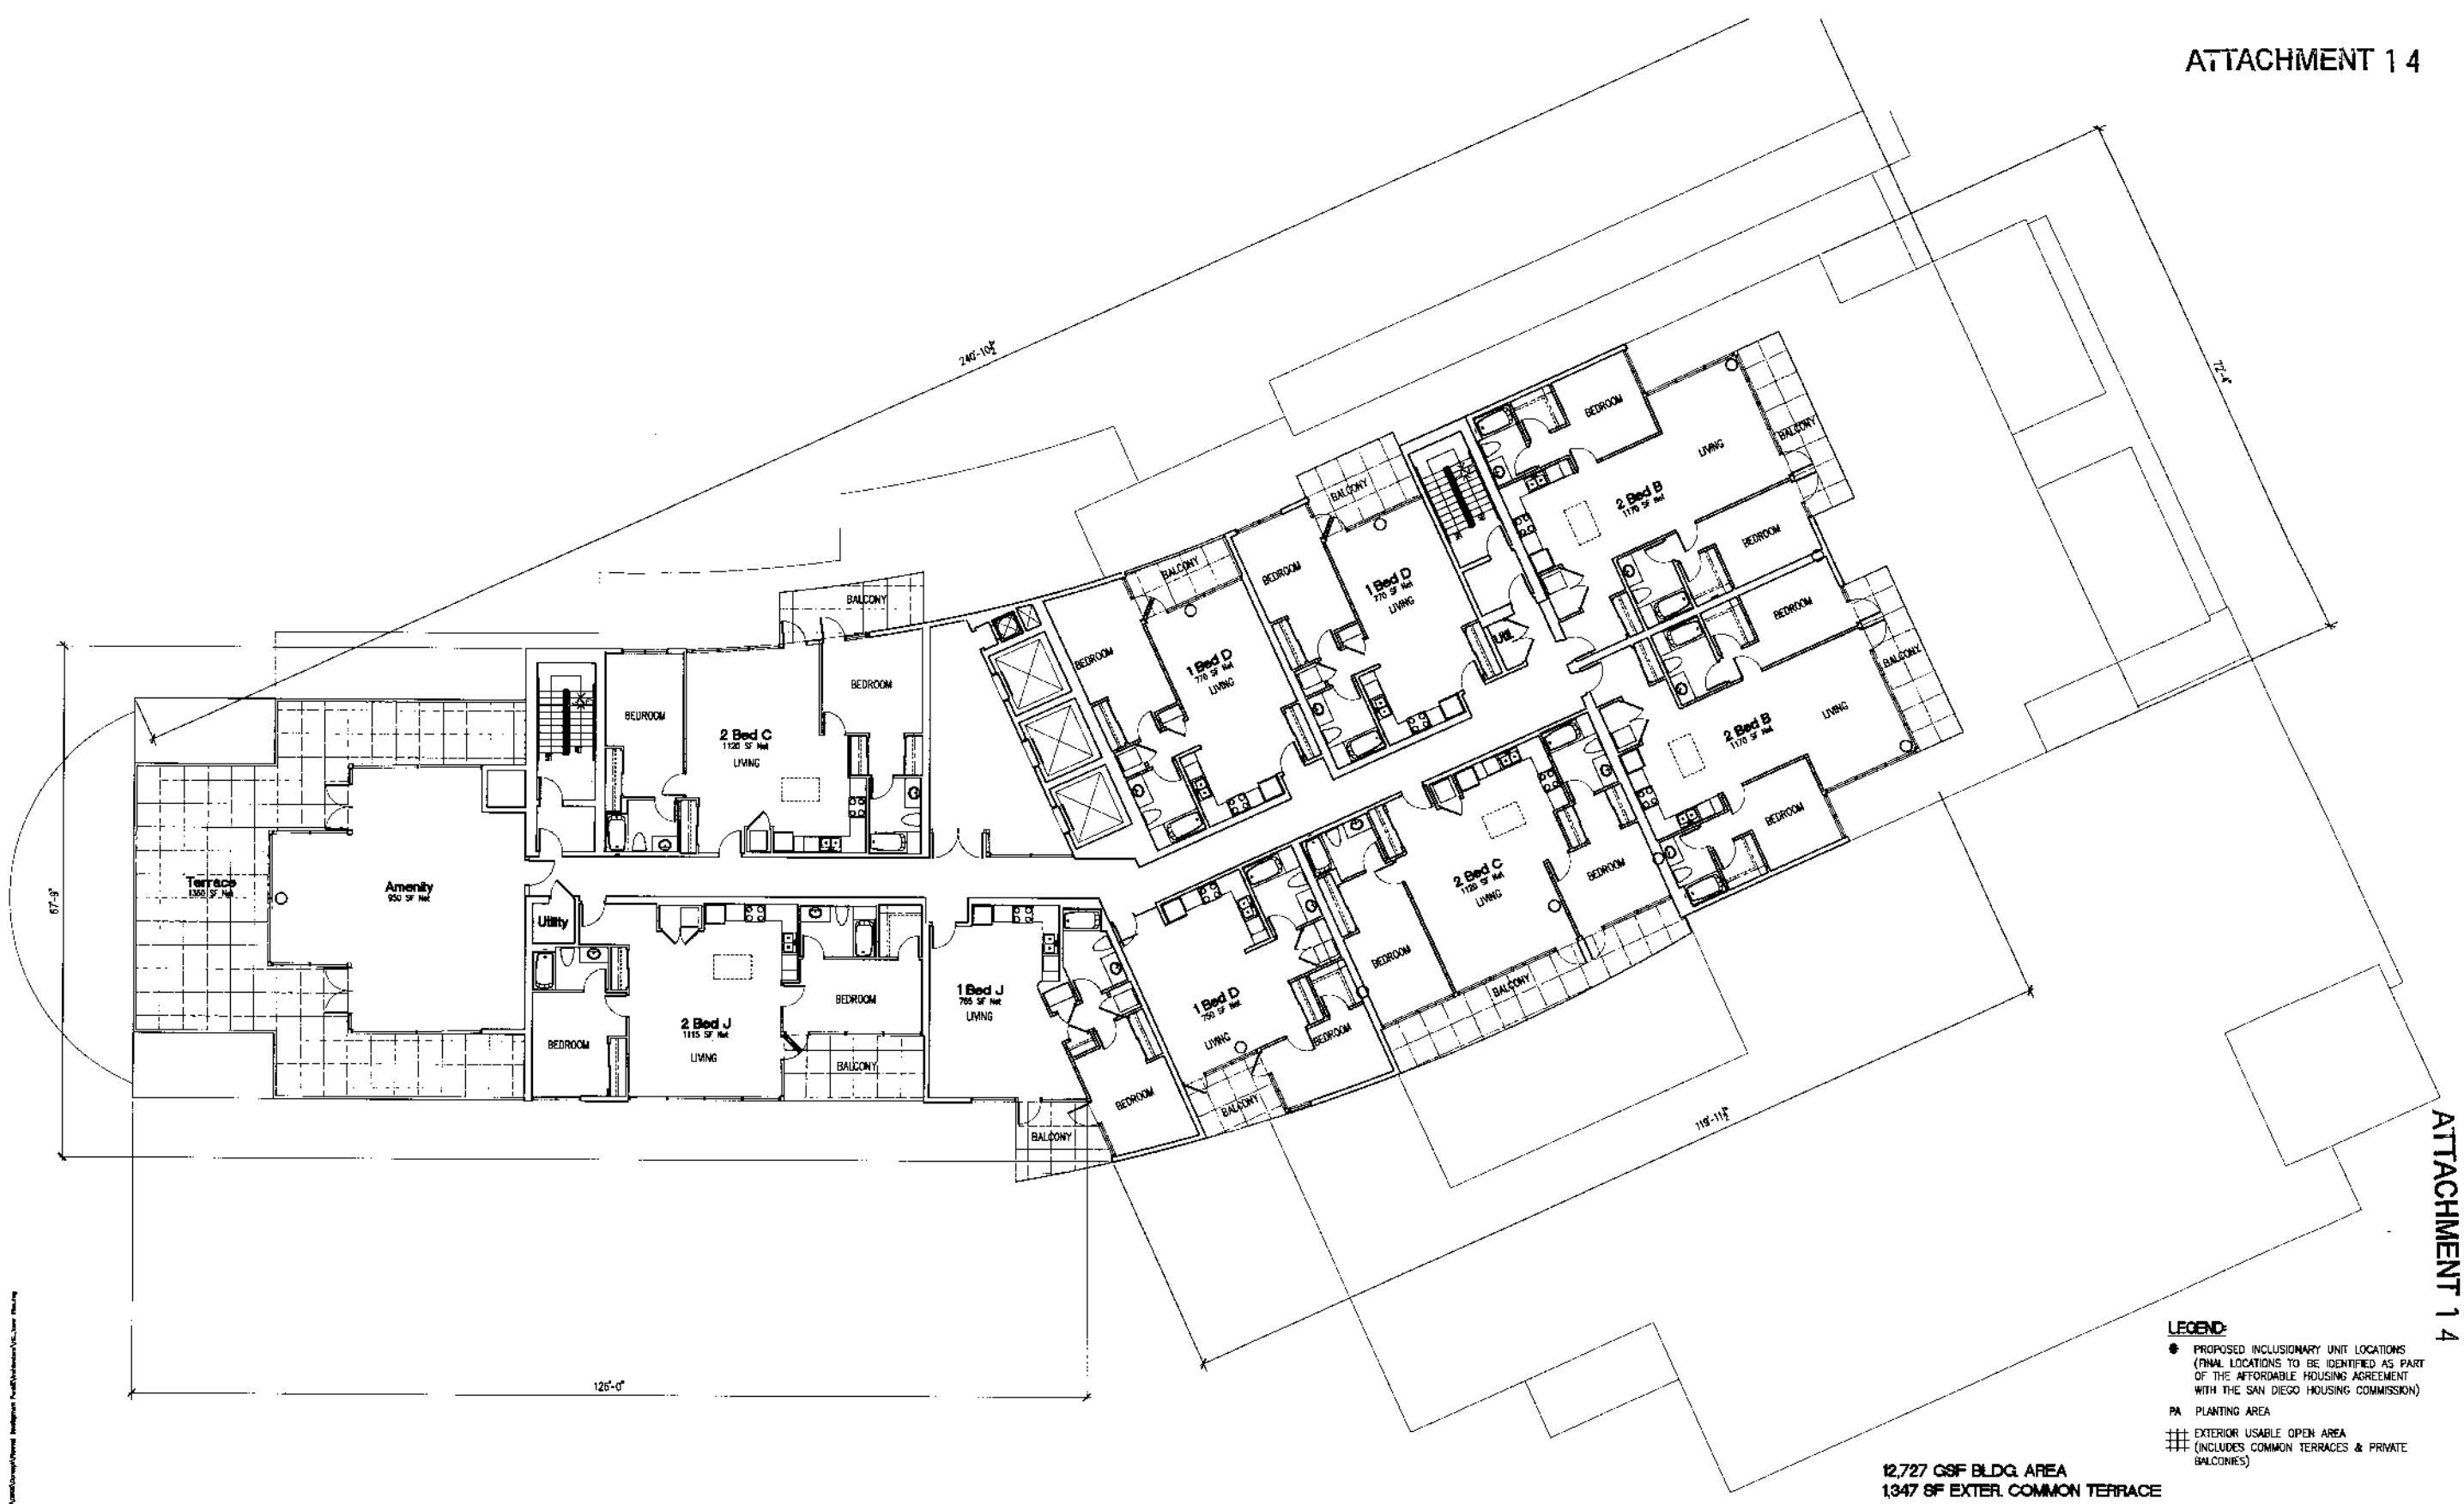 ATTACHMENT 1 4
240'-10½"
72'-4"
BEDROOM
LIVING
BALCONY
2 Bed B
1170 SF Net
BEDROOM
BALCONY
1 Bed D
770 SF Net
LIVING
BEDROOM
BALCONY
1 Bed D
770 SF Net
LIVING
BEDROOM
Util.
BEDROOM
BALCONY
LIVING
2 Bed B
1170 SF Net
BEDROOM
BALCONY
BEDROOM
BEDROOM
2 Bed C
1120 SF Net
LIVING
67'-9"
Terrace
1350 SF Net
Amenity
950 SF Net
Utility
BEDROOM
2 Bed J
1115 SF Net
LIVING
BEDROOM
BALCONY
1 Bed J
765 SF Net
LIVING
BEDROOM
BALCONY
1 Bed D
750 SF Net
LIVING
BEDROOM
BALCONY
2 Bed C
1120 SF Net
LIVING
BEDROOM
BEDROOM
BALCONY
119'-11½"
126'-0"
ATTACHMENT 1 4
LEGEND:
PROPOSED INCLUSIONARY UNIT LOCATIONS
(FINAL LOCATIONS TO BE IDENTIFIED AS PART
OF THE AFFORDABLE HOUSING AGREEMENT
WITH THE SAN DIEGO HOUSING COMMISSION)
PA PLANTING AREA
EXTERIOR USABLE OPEN AREA
(INCLUDES COMMON TERRACES & PRIVATE
BALCONIES)
12,727 GSF BLDG. AREA
1,347 SF EXTER. COMMON TERRACE